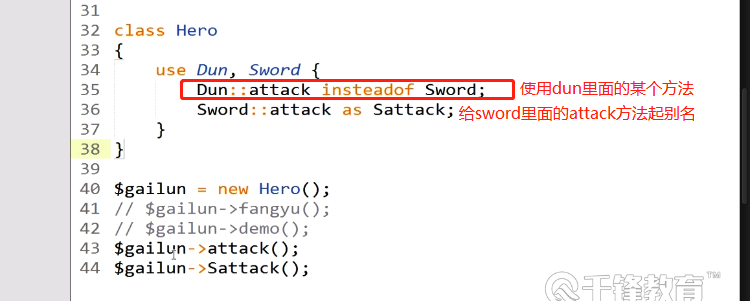 31
32 class Hero
33 {
34 use Dun, Sword {
35 Dun::attack insteadof Sword; 使用dun里面的某个方法
36 Sword::attack as Sattack; 给sword里面的attack方法起别名
37 }
38 }
39
40 $gailun = new Hero();
41 // $gailun->fangyu();
42 // $gailun->demo();
43 $gailun->attack();
44 $gailun->Sattack();
千锋教育™